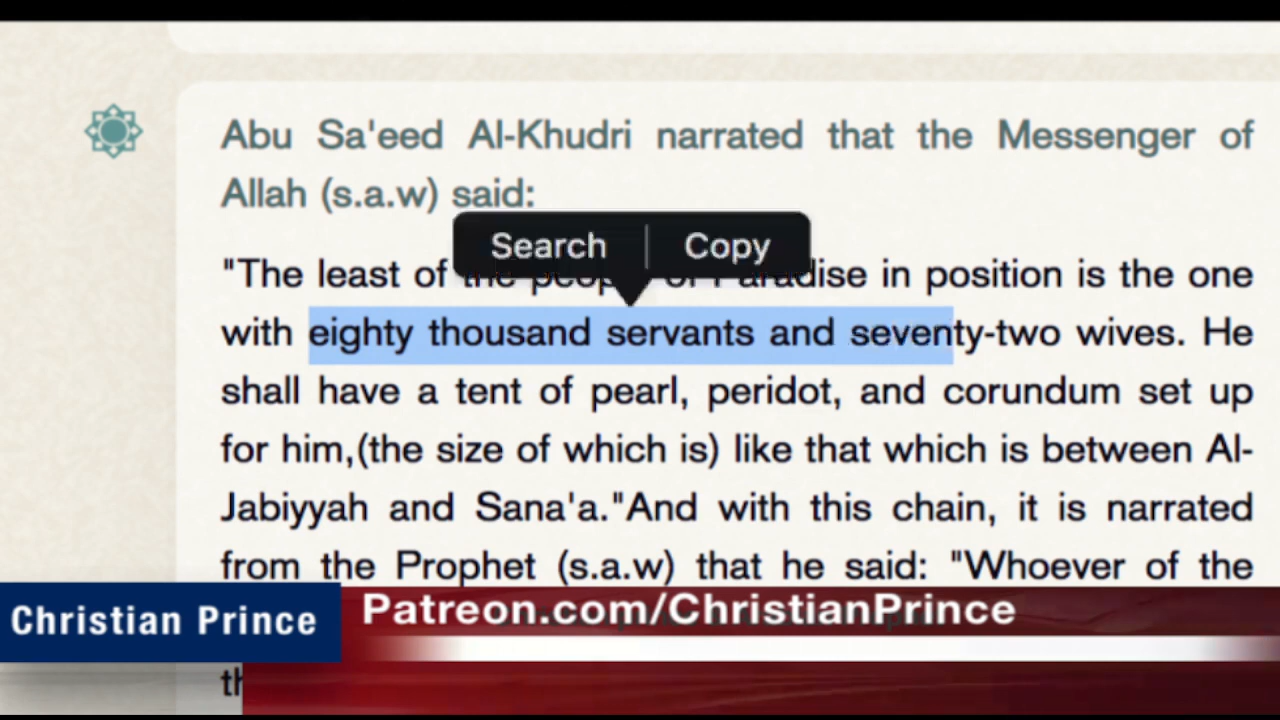 Abu Sa'eed Al-Khudri narrated that the Messenger of
Allah (s.a.w) said:
Search Copy
"The least of the people of Paradise in position is the one
with eighty thousand servants and seventy-two wives. He
shall have a tent of pearl, peridot, and corundum set up
for him,(the size of which is) like that which is between Al-
Jabiyyah and Sana'a."And with this chain, it is narrated
from the Prophet (s.a.w) that he said: "Whoever of the
Christian Prince
Patreon.com/ChristianPrince